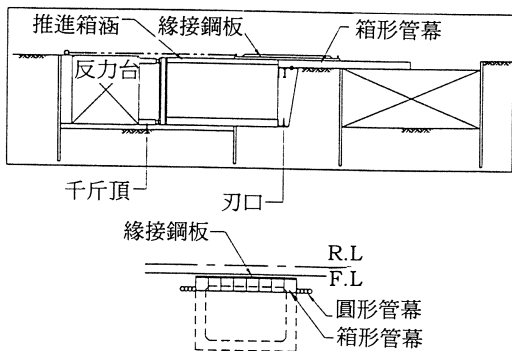 推進箱涵
緣接鋼板
箱形管幕
反力台
千斤頂
刃口
緣接鋼板
R.L
F.L
圓形管幕
箱形管幕